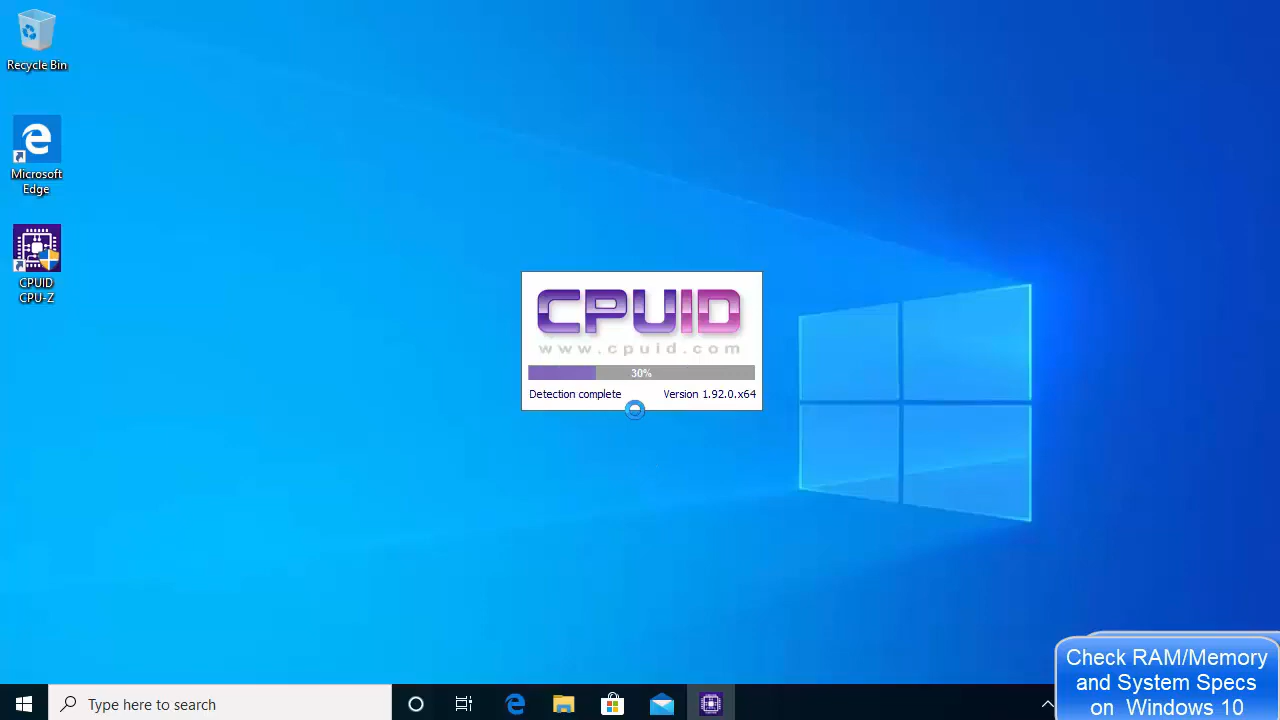 Recycle Bin
Microsoft
Edge
CPUID
CPU-Z
CPUID
www.cpuid.com
30%
Detection complete
Version 1.92.0.x64
Type here to search
Check RAM/Memory
and System Specs
on Windows 10